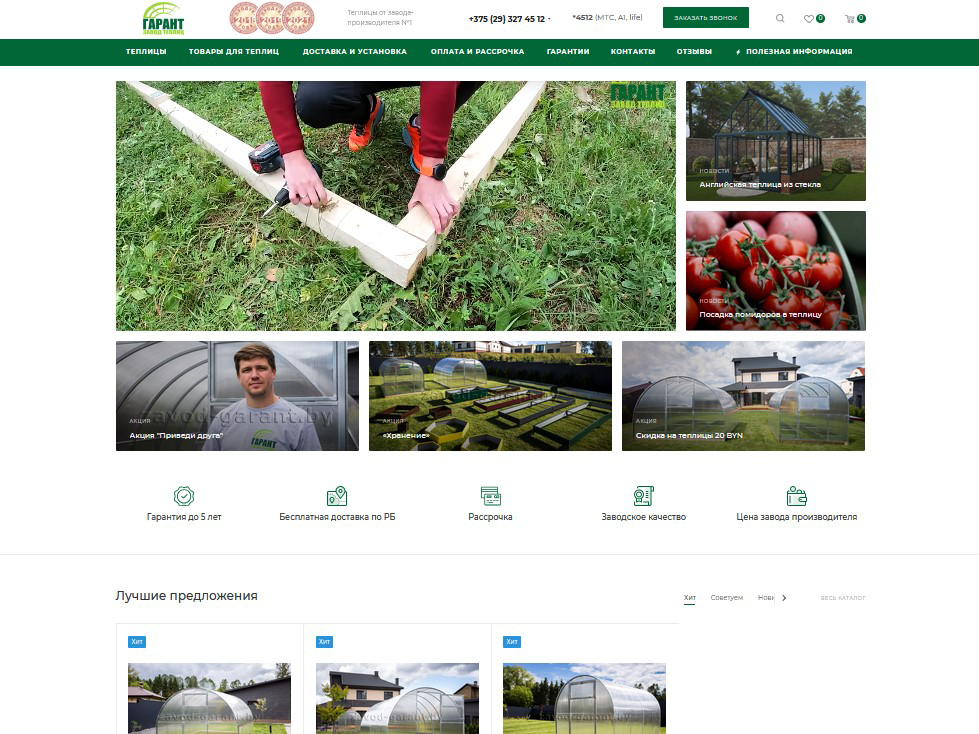 ГАРАНТ
ЗАВОД ТЕПЛИЦ
2018 2019 2021
Теплицы от завода-
производителя №1
+375 (29) 327 45 12
*4512 (МТС, А1, life)
ЗАКАЗАТЬ ЗВОНОК
0
0
ТЕПЛИЦЫ
ТОВАРЫ ДЛЯ ТЕПЛИЦ
ДОСТАВКА И УСТАНОВКА
ОПЛАТА И РАССРОЧКА
ГАРАНТИИ
КОНТАКТЫ
ОТЗЫВЫ
ПОЛЕЗНАЯ ИНФОРМАЦИЯ
ГАРАНТ
ЗАВОД ТЕПЛИЦ
НОВОСТИ
Английская теплица из стекла
НОВОСТИ
Посадка помидоров в теплицу
zavod-garant.by
АКЦИЯ
Акция "Приведи друга"
ГАРАНТ
АКЦИЯ
«Хранение»
АКЦИЯ
Скидка на теплицы 20 BYN
Гарантия до 5 лет
Бесплатная доставка по РБ
Рассрочка
Заводское качество
Цена завода производителя
Лучшие предложения
Хит
Советуем
Нови
ВЕСЬ КАТАЛОГ
Хит
Хит
Хит
zavod-garant.by
zavod-garant.by
zavod-garant.by